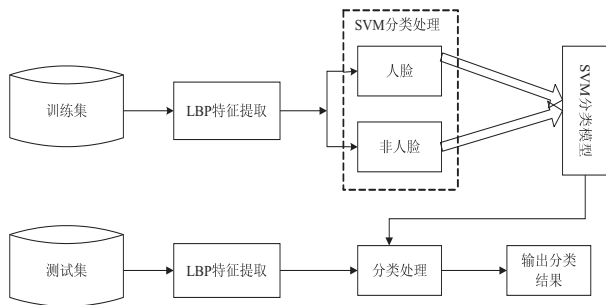 SVM分类处理
训练集
LBP特征提取
人脸
非人脸
SVM分类模型
测试集
LBP特征提取
分类处理
输出分类
结果